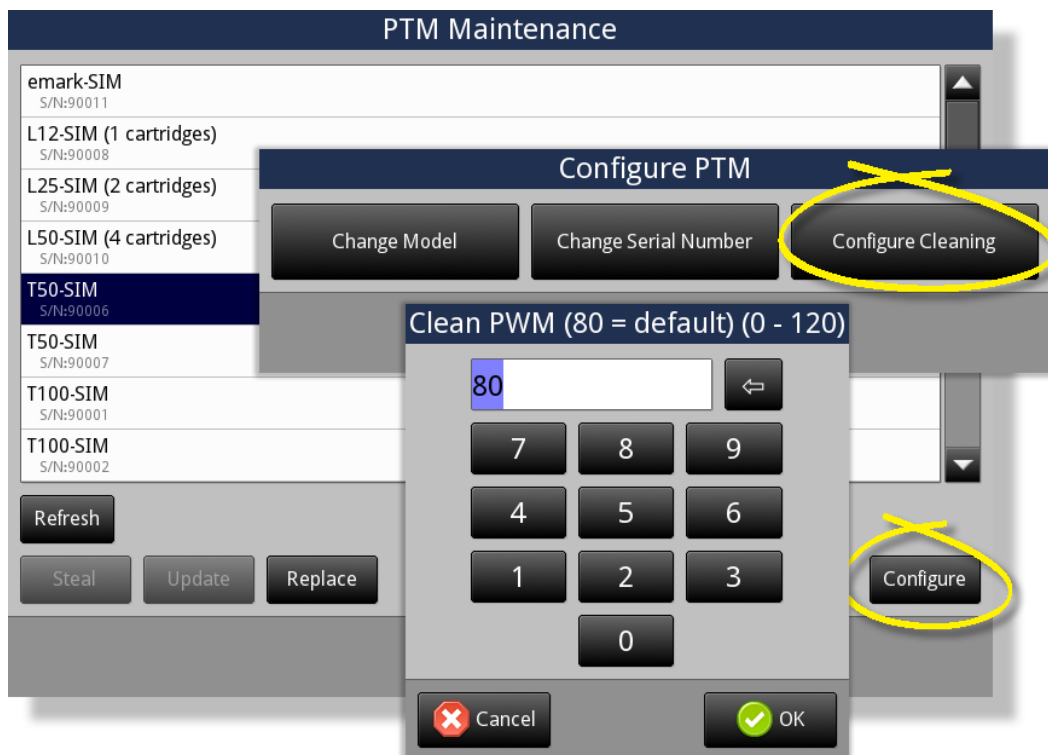 PTM Maintenance
emark-SIM
S/N:90011
L12-SIM (1 cartridges)
S/N:90008
L25-SIM (2 cartridges)
S/N:90009
L50-SIM (4 cartridges)
S/N:90010
T50-SIM
S/N:90006
T50-SIM
S/N:90007
T100-SIM
S/N:90001
T100-SIM
S/N:90002
Refresh
Steal Update Replace Configure
Configure PTM
Change Model Change Serial Number Configure Cleaning
Clean PWM (80 = default) (0 - 120)
80
7 8 9
4 5 6
1 2 3
0
Cancel OK